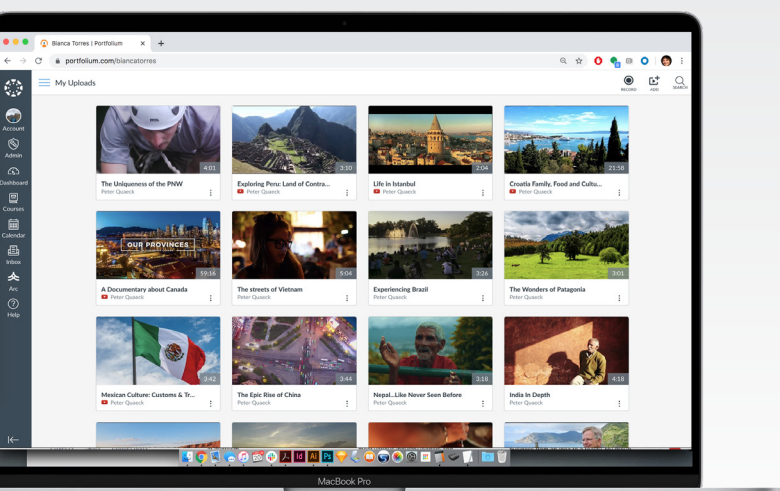 Bianca Torres | Portfolium
portfolium.com/biancatorres
My Uploads
RECORD
ADD
SEARCH
Account
Admin
Dashboard
Courses
Calendar
Inbox
Arc
Help
4:01
3:10
2:04
21:58
The Uniqueness of the PNW
Exploring Peru: Land of Contra...
Life in Istanbul
Croatia Family, Food and Cultu...
Peter Quaeck
Peter Quaeck
Peter Quaeck
Peter Quaeck
OUR PROVINCES
59:16
5:04
3:26
3:01
A Documentary about Canada
The streets of Vietnam
Experiencing Brazil
The Wonders of Patagonia
Peter Quaeck
Peter Quaeck
Peter Quaeck
Peter Quaeck
3:42
3:44
3:18
4:18
Mexican Culture: Customs & Tr...
The Epic Rise of China
Nepal...Like Never Seen Before
India In Depth
Peter Quaeck
Peter Quaeck
Peter Quaeck
Peter Quaeck
Id
Ai
Ps
MacBook Pro